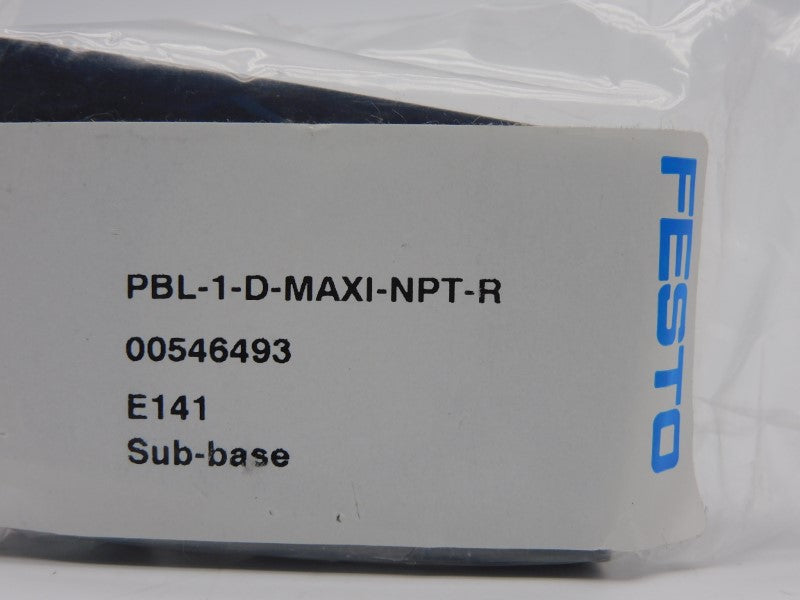 PBL-1-D-MAXI-NPT-R
00546493
E141
Sub-base
FESTO